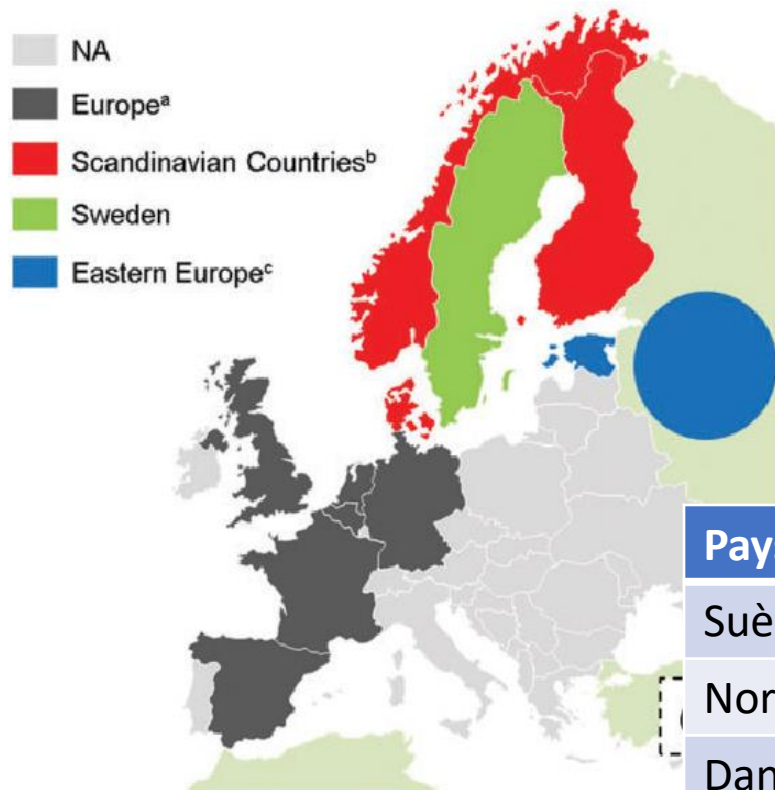 NA
Europeᵃ
Scandinavian Countriesᵇ
Sweden
Eastern Europeᶜ
Pay
Suè
Nor
Dan